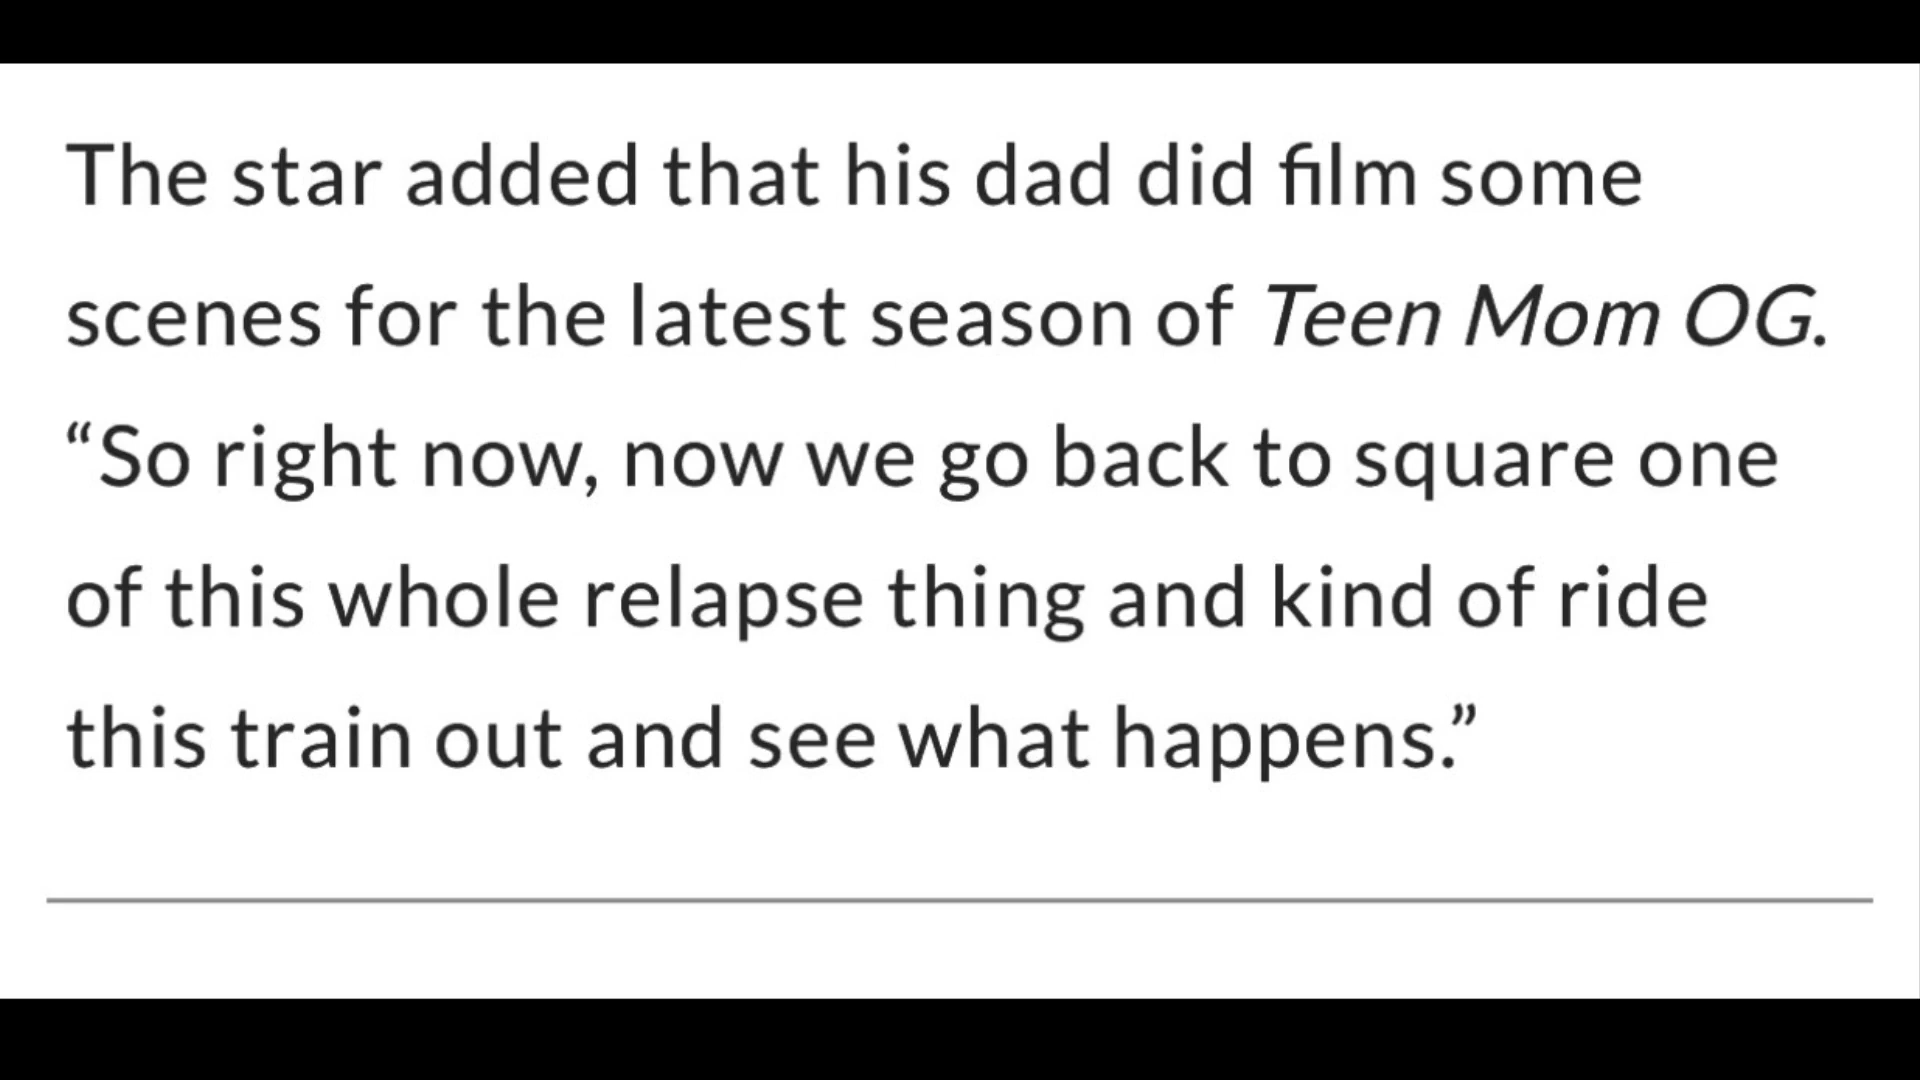 The star added that his dad did film some
scenes for the latest season of Teen Mom OG.
“So right now, now we go back to square one
of this whole relapse thing and kind of ride
this train out and see what happens.”